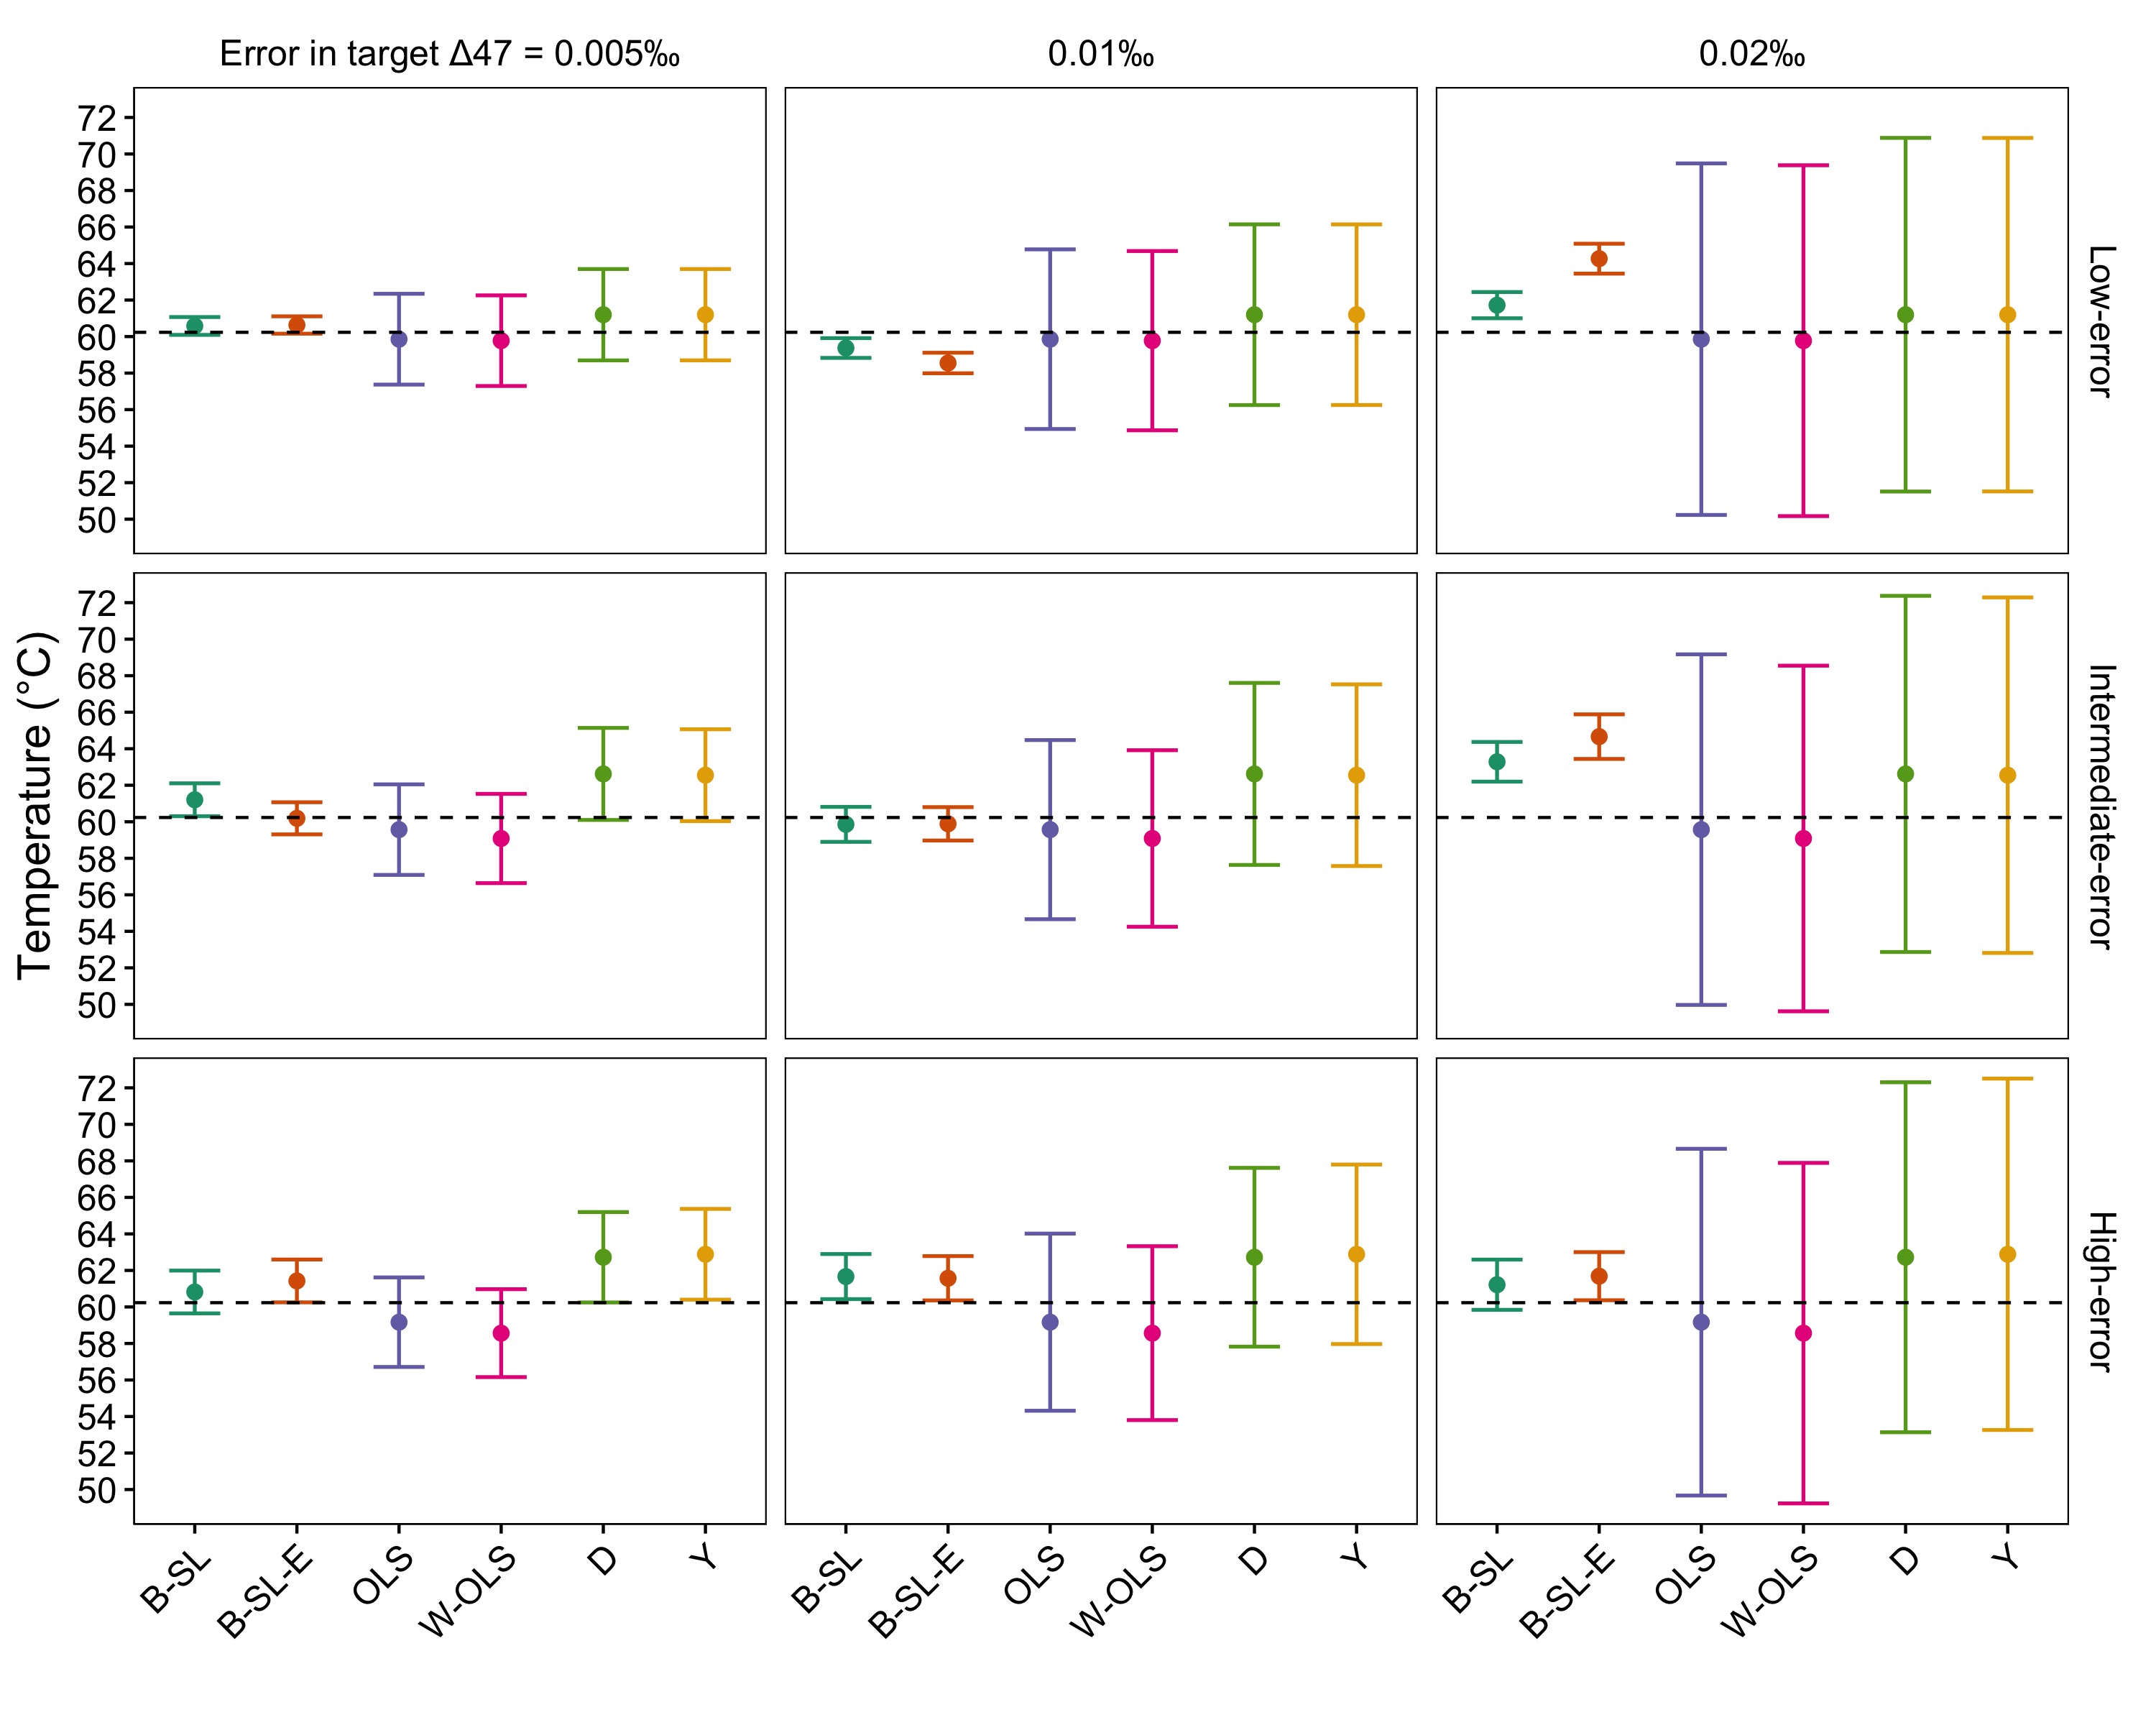 Error in target Δ47 = 0.005‰
0.01‰
0.02‰
72
70
68
66
64
62
60
58
56
54
52
50
Low-error
72
70
68
66
64
62
60
58
56
54
52
50
Intermediate-error
Temperature (°C)
72
70
68
66
64
62
60
58
56
54
52
50
High-error
B-SL
B-SL-E
OLS
W-OLS
D
Y
B-SL
B-SL-E
OLS
W-OLS
D
Y
B-SL
B-SL-E
OLS
W-OLS
D
Y